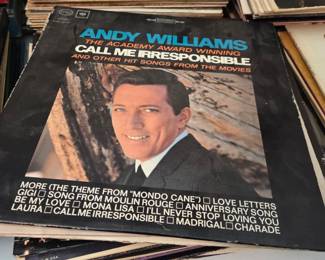 ANDY WILLIAMS
THE ACADEMY AWARD WINNING
CALL ME IRRESPONSIBLE
AND OTHER HIT SONGS FROM THE MOVIES
MORE (THE THEME FROM "MONDO CANE") □ LOVE LETTERS
GIGI □ SONG FROM MOULIN ROUGE □ ANNIVERSARY SONG
BE MY LOVE □ MONA LISA □ I'LL NEVER STOP LOVING YOU
LAURA □ CALL ME IRRESPONSIBLE □ MADRIGAL □ CHARADE